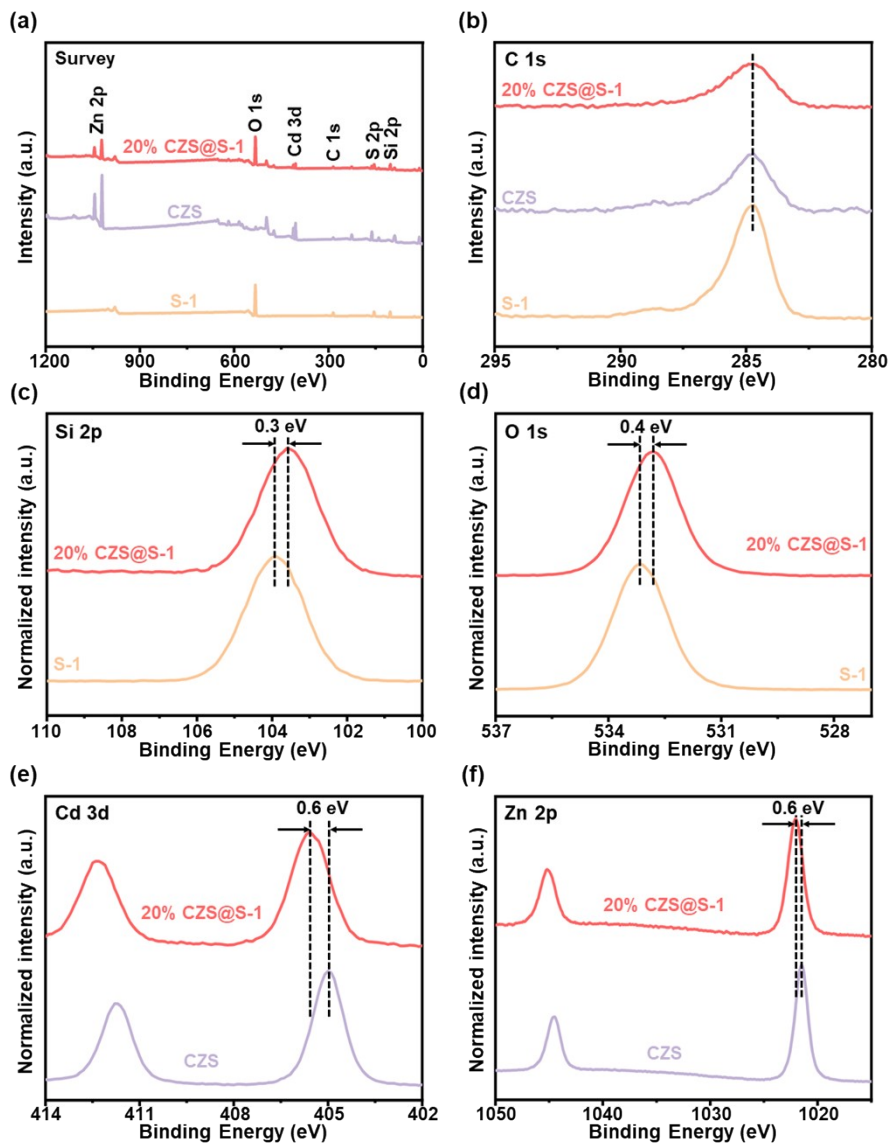 (a)
Survey
Zn 2p
O 1s
Cd 3d
C 1s
S 2p
Si 2p
20% CZS@S-1
CZS
S-1
Intensity (a.u.)
1200 900 600 300 0
Binding Energy (eV)
(b)
C 1s
20% CZS@S-1
CZS
S-1
Intensity (a.u.)
295 290 285 280
Binding Energy (eV)
(c)
Si 2p
0.3 eV
20% CZS@S-1
S-1
Normalized intensity (a.u.)
110 108 106 104 102 100
Binding Energy (eV)
(d)
O 1s
0.4 eV
20% CZS@S-1
S-1
Normalized intensity (a.u.)
537 534 531 528
Binding Energy (eV)
(e)
Cd 3d
0.6 eV
20% CZS@S-1
CZS
Normalized intensity (a.u.)
414 411 408 405 402
Binding Energy (eV)
(f)
Zn 2p
0.6 eV
20% CZS@S-1
CZS
Normalized intensity (a.u.)
1050 1040 1030 1020
Binding Energy (eV)